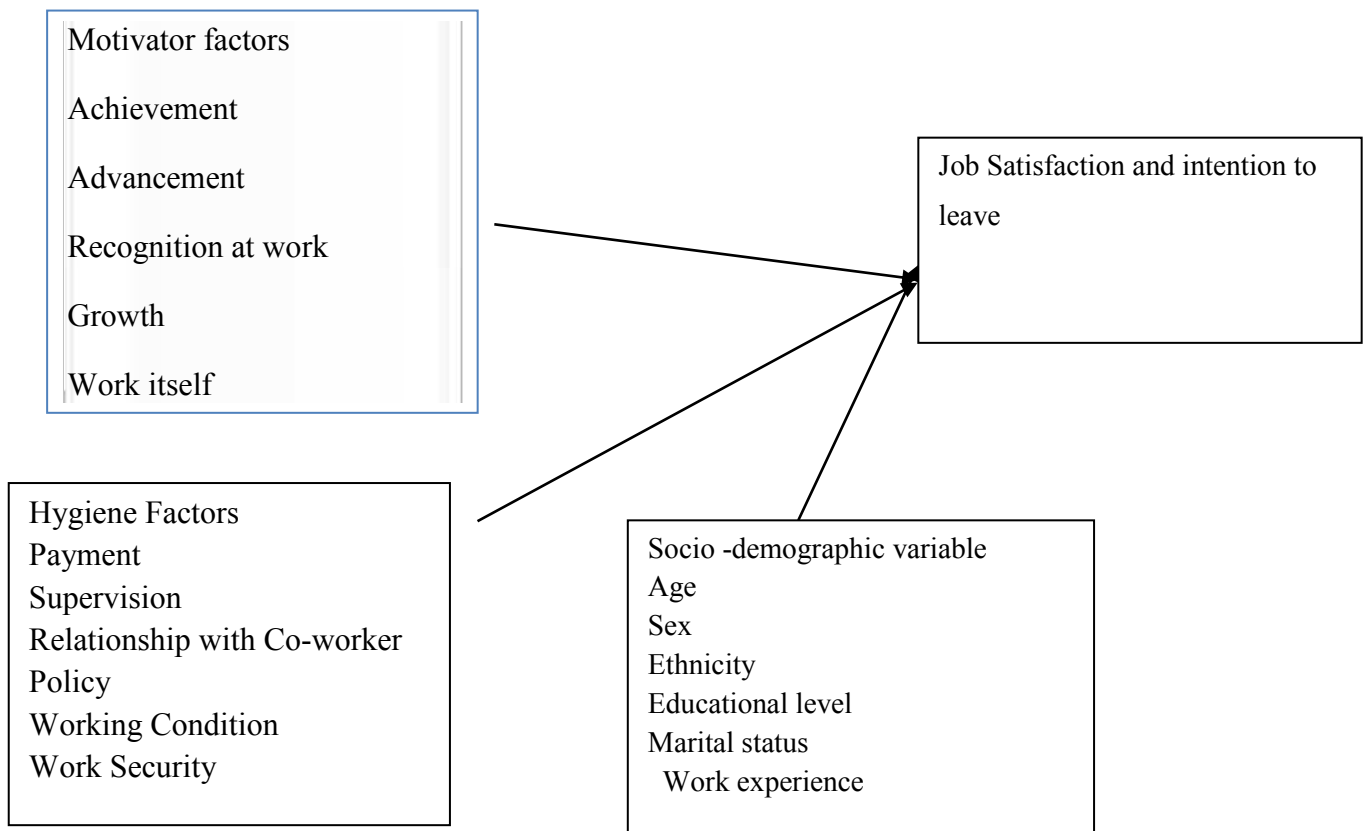 Motivator factors
Achievement
Advancement
Recognition at work
Growth
Work itself
Job Satisfaction and intention to
leave
Hygiene Factors
Payment
Supervision
Relationship with Co-worker
Policy
Working Condition
Work Security
Socio -demographic variable
Age
Sex
Ethnicity
Educational level
Marital status
Work experience